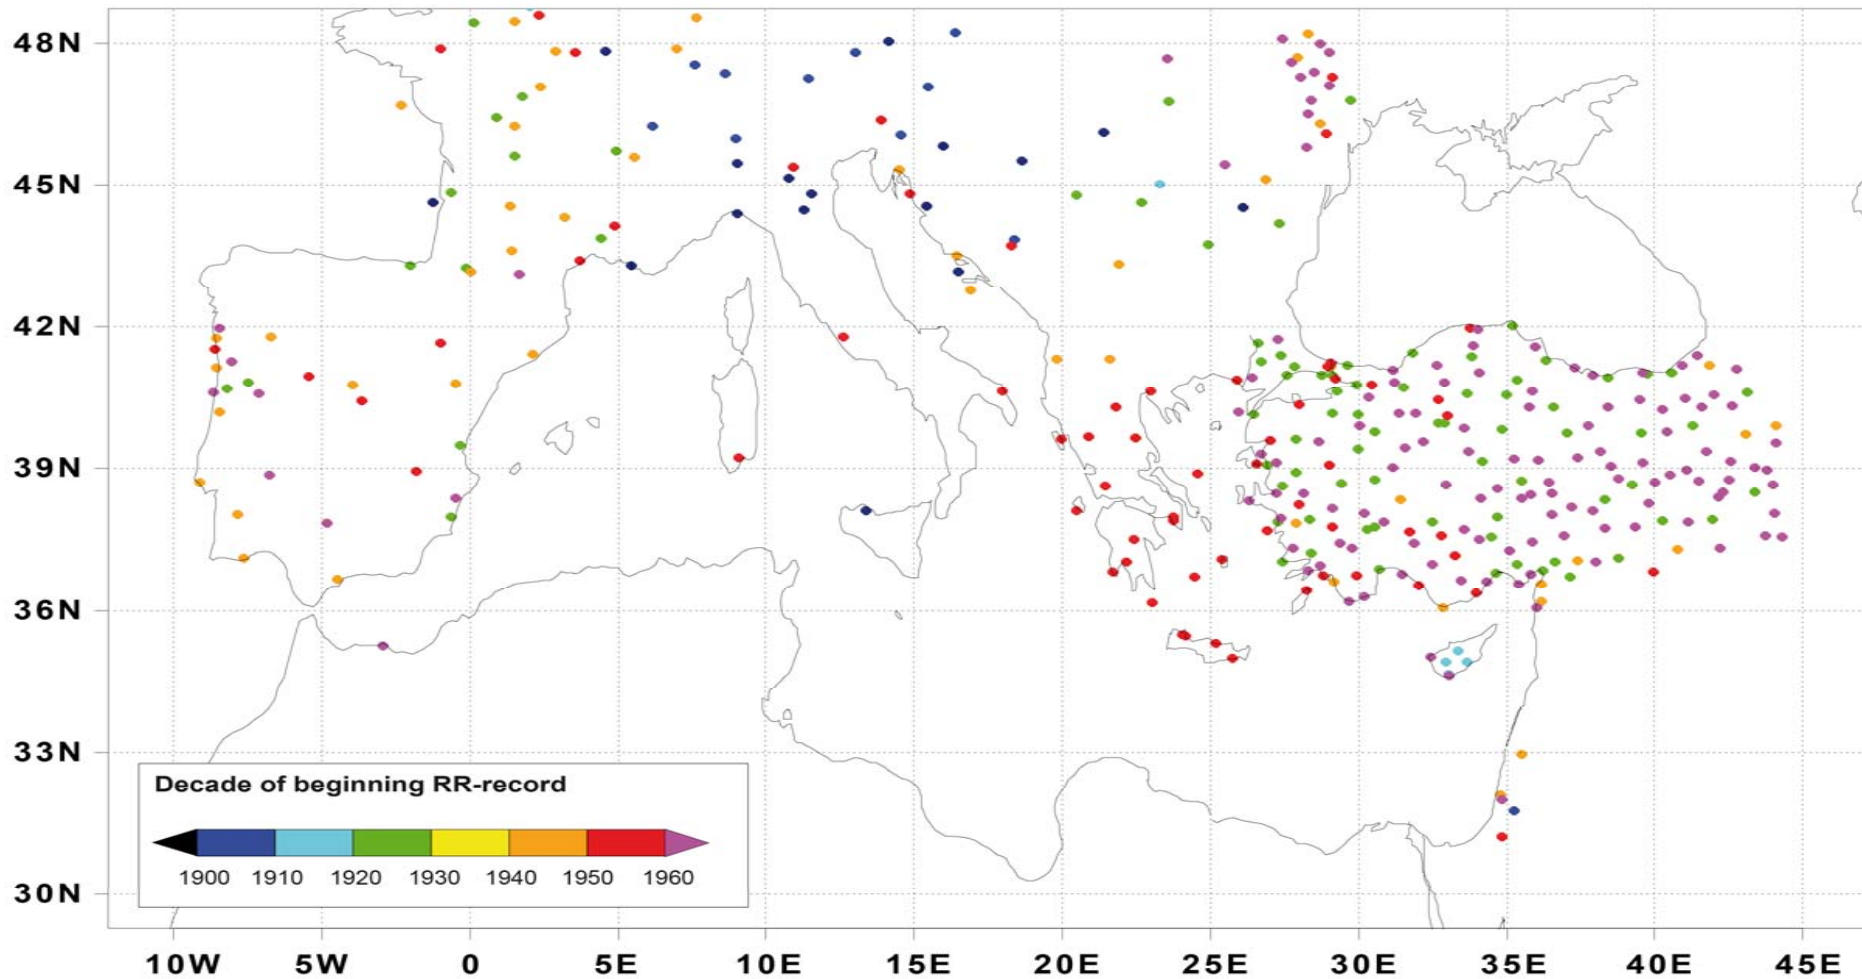 48N
45N
42N
39N
36N
33N
30N
Decade of beginning RR-record
1900 1910 1920 1930 1940 1950 1960
10W 5W 0 5E 10E 15E 20E 25E 30E 35E 40E 45E